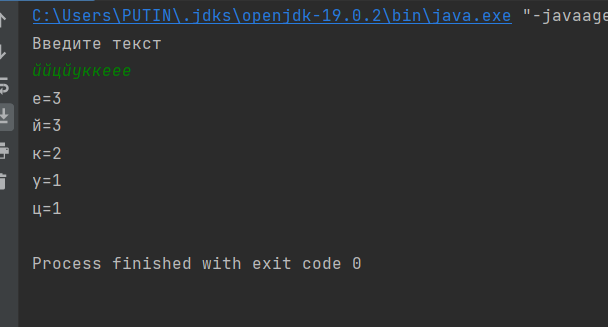 C:\Users\PUTIN\.jdks\openjdk-19.0.2\bin\java.exe "-javaage
Введите текст
ййцйуккеее
е=3
й=3
к=2
у=1
ц=1
Process finished with exit code 0